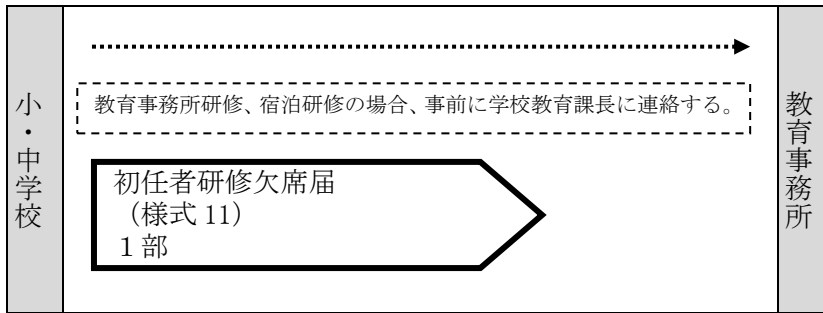 小・中学校
教育事務所研修、宿泊研修の場合、事前に学校教育課長に連絡する。
初任者研修欠席届
（様式 11）
１部
教育事務所